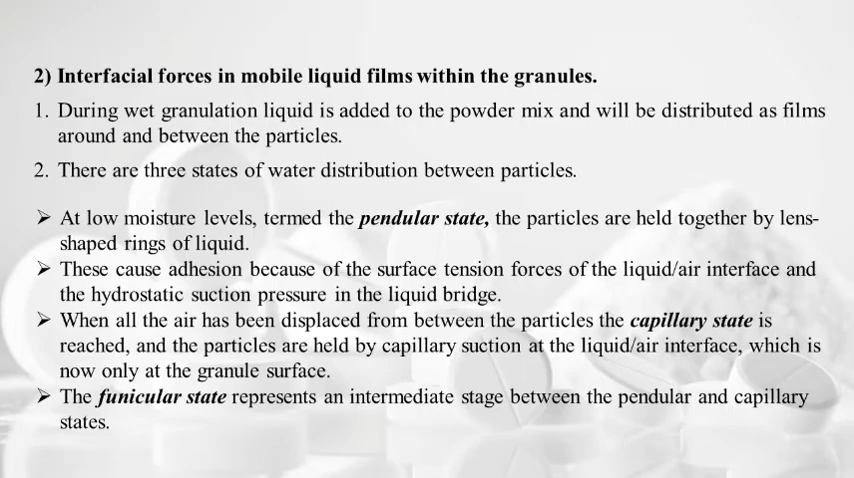 2) Interfacial forces in mobile liquid films within the granules.
1. During wet granulation liquid is added to the powder mix and will be distributed as films
around and between the particles.
2. There are three states of water distribution between particles.
➢ At low moisture levels, termed the pendular state, the particles are held together by lens-
shaped rings of liquid.
➢ These cause adhesion because of the surface tension forces of the liquid/air interface and
the hydrostatic suction pressure in the liquid bridge.
➢ When all the air has been displaced from between the particles the capillary state is
reached, and the particles are held by capillary suction at the liquid/air interface, which is
now only at the granule surface.
➢ The funicular state represents an intermediate stage between the pendular and capillary
states.